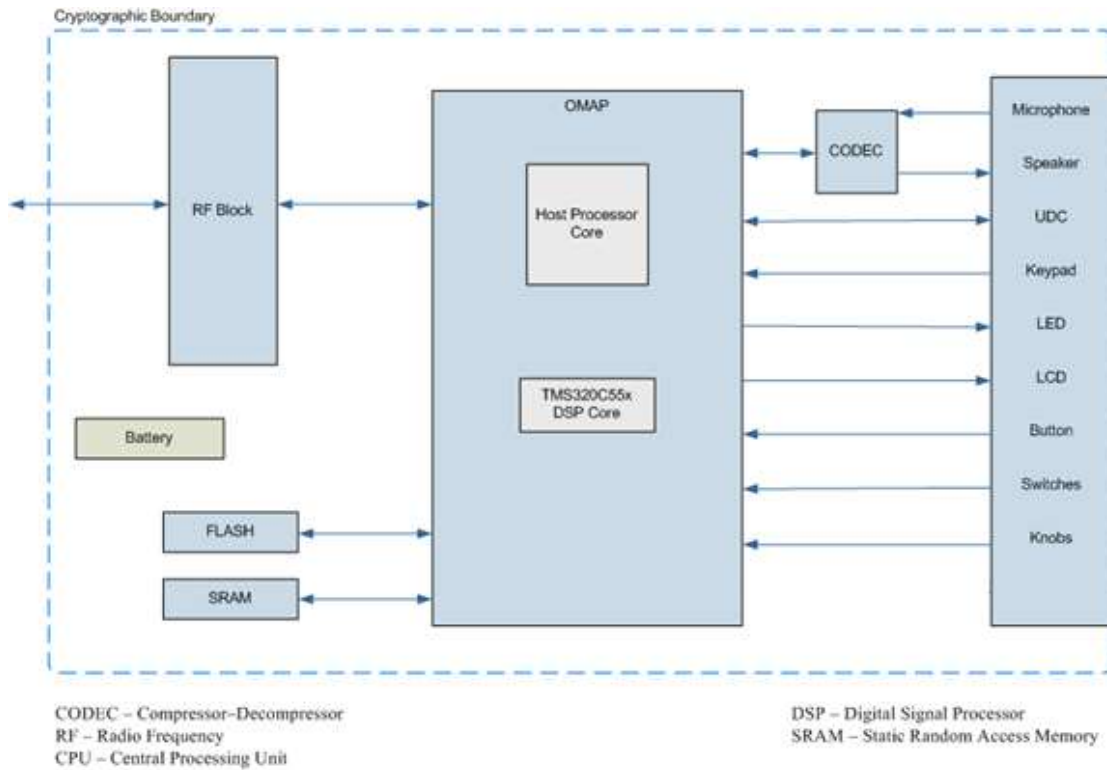 Cryptographic Boundary
OMAP
Microphone
CODEC
Speaker
RF Block
Host Processor
Core
UDC
Keypad
LED
LCD
TMS320C55x
DSP Core
Battery
Button
Switches
FLASH
Knobs
SRAM
CODEC – Compressor–Decompressor
RF – Radio Frequency
CPU – Central Processing Unit
DSP – Digital Signal Processor
SRAM – Static Random Access Memory